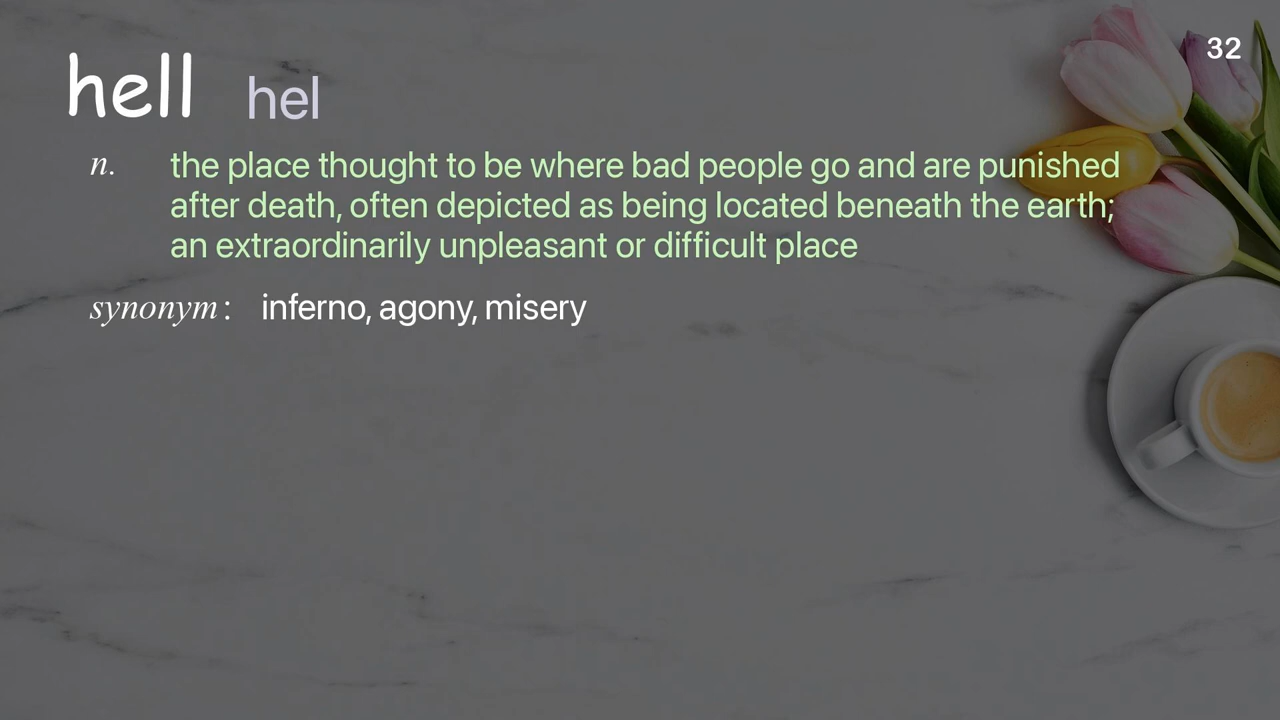 32
hell hel
n. the place thought to be where bad people go and are punished
after death, often depicted as being located beneath the earth;
an extraordinarily unpleasant or difficult place
synonym: inferno, agony, misery